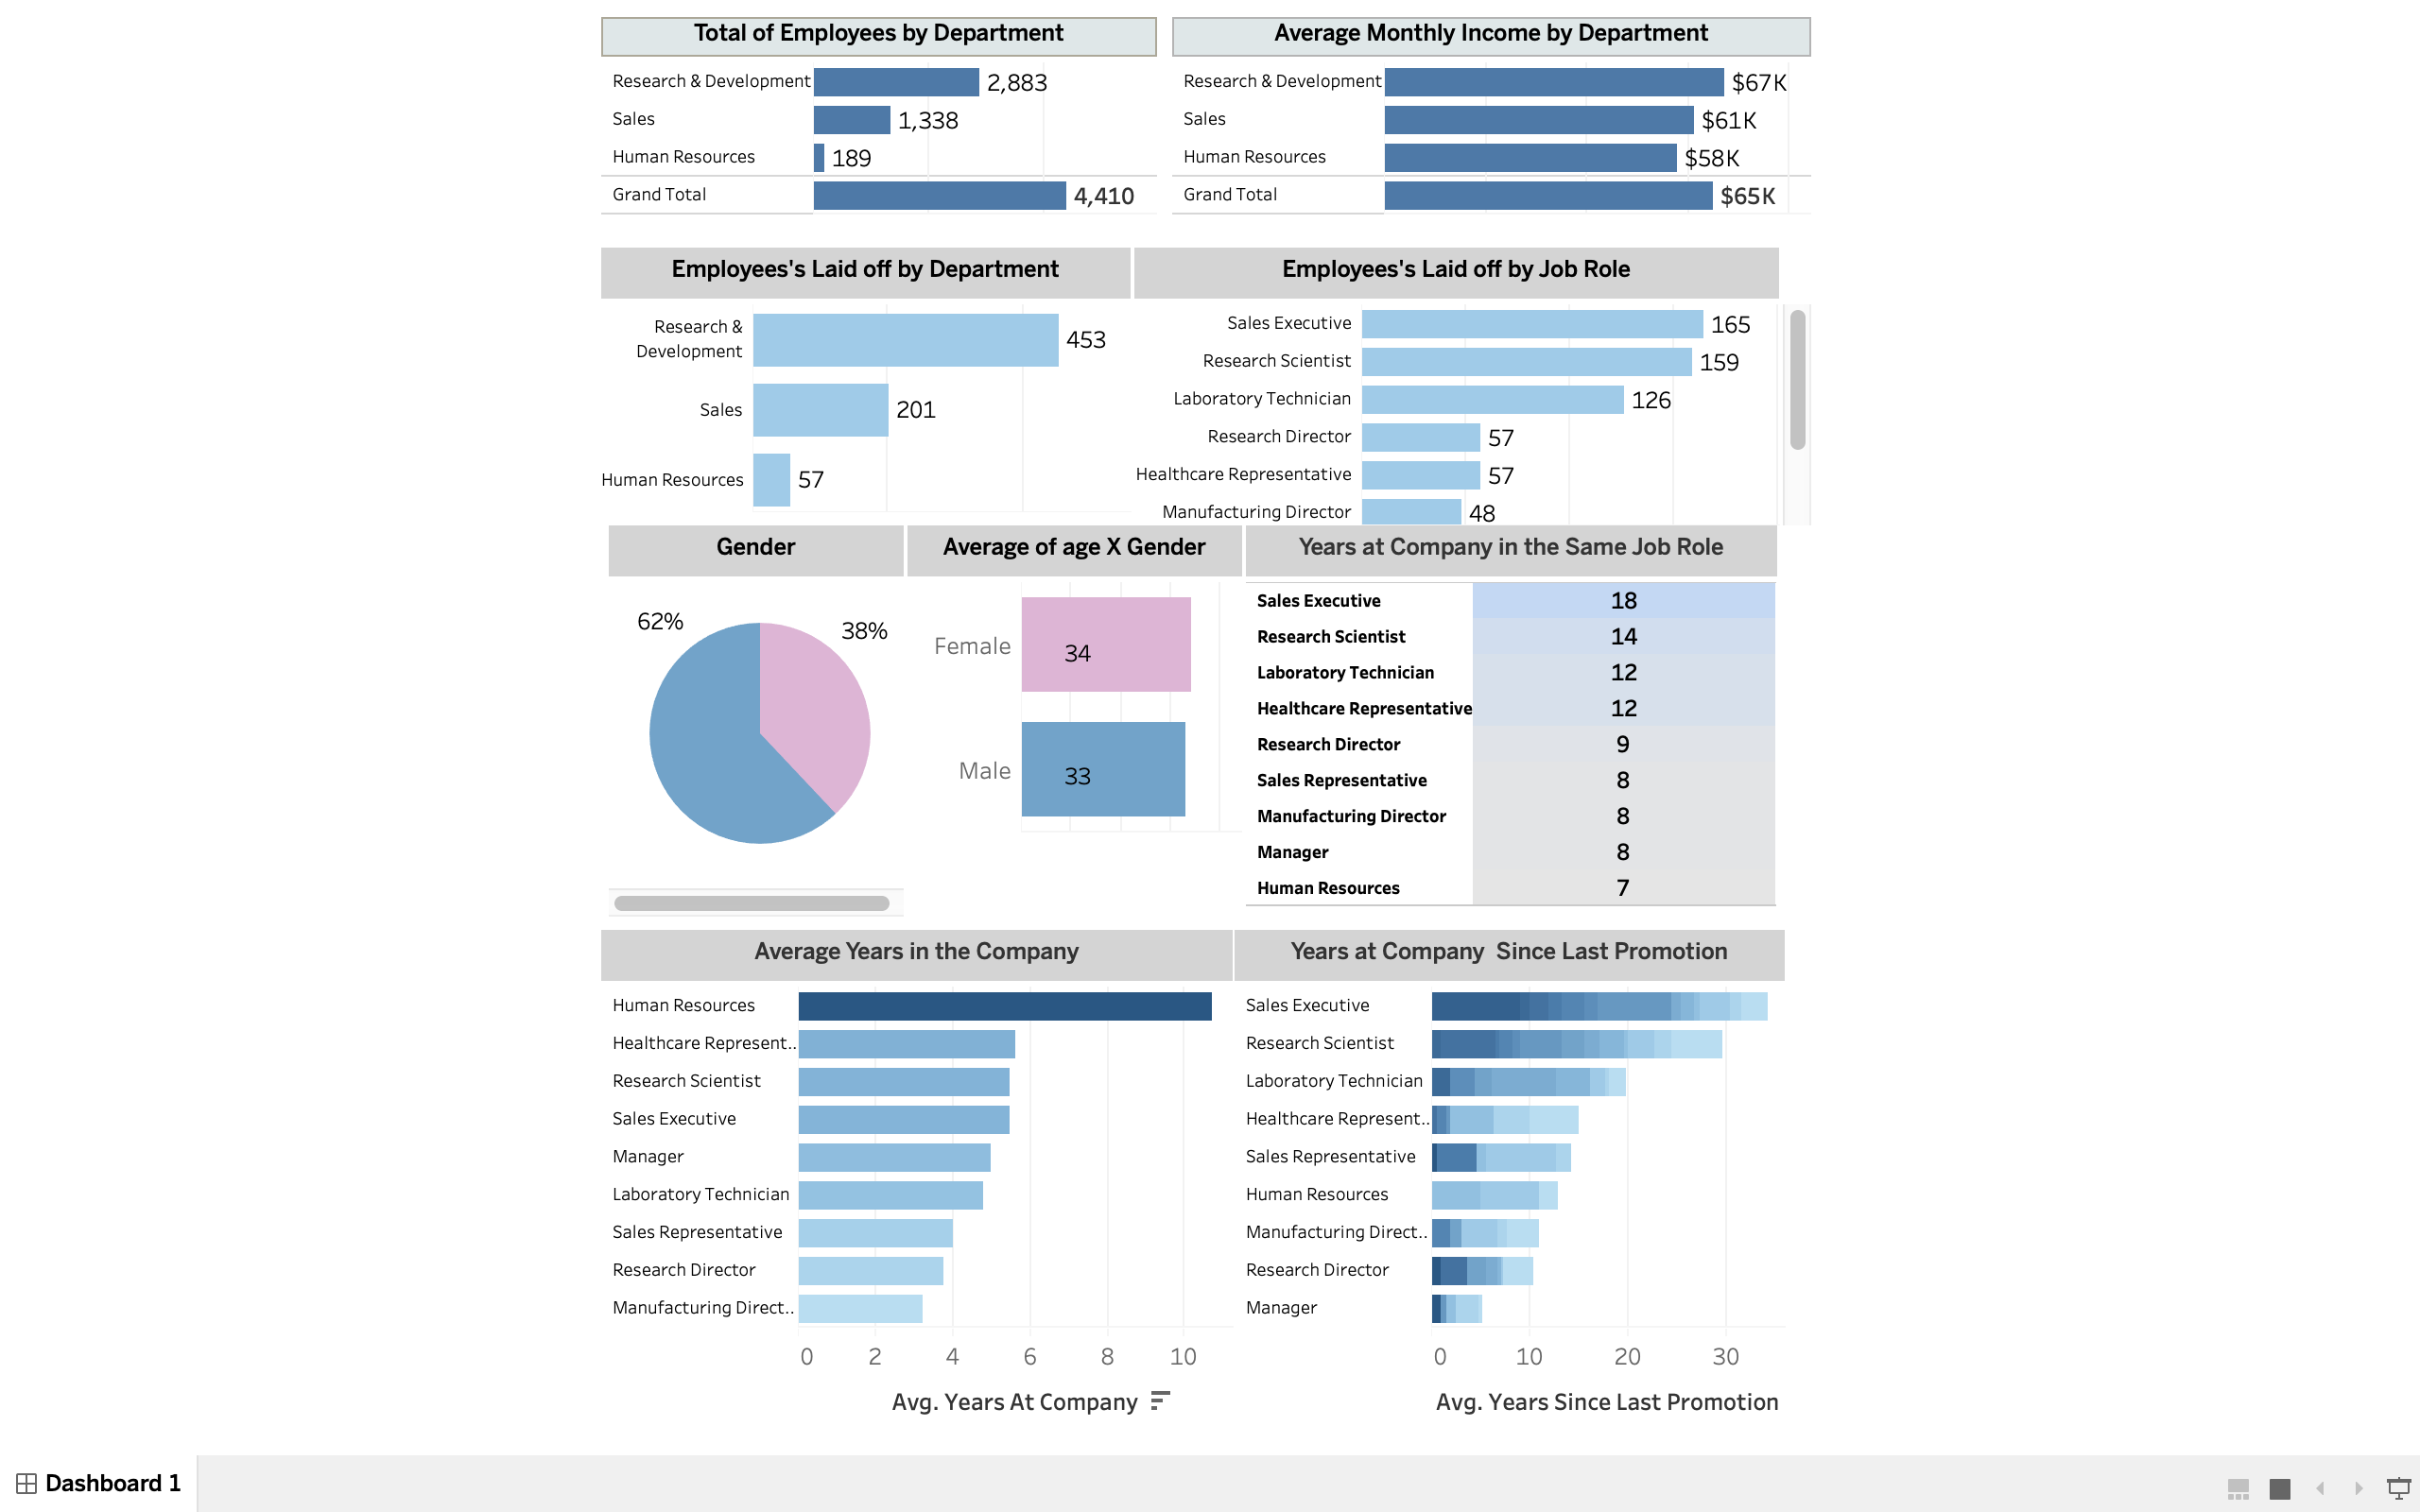 Total of Employees by Department
Research & Development 2,883
Sales 1,338
Human Resources 189
Grand Total 4,410
Average Monthly Income by Department
Research & Development $67K
Sales $61K
Human Resources $58K
Grand Total $65K
Employees's Laid off by Department
Research &
Development 453
Sales 201
Human Resources 57
Employees's Laid off by Job Role
Sales Executive 165
Research Scientist 159
Laboratory Technician 126
Research Director 57
Healthcare Representative 57
Manufacturing Director 48
Gender
62%
38%
Average of age X Gender
Female 34
Male 33
Years at Company in the Same Job Role
Sales Executive 18
Research Scientist 14
Laboratory Technician 12
Healthcare Representative 12
Research Director 9
Sales Representative 8
Manufacturing Director 8
Manager 8
Human Resources 7
Average Years in the Company
Human Resources
Healthcare Represent..
Research Scientist
Sales Executive
Manager
Laboratory Technician
Sales Representative
Research Director
Manufacturing Direct..
0 2 4 6 8 10
Avg. Years At Company
Years at Company  Since Last Promotion
Sales Executive
Research Scientist
Laboratory Technician
Healthcare Represent..
Sales Representative
Human Resources
Manufacturing Direct..
Research Director
Manager
0 10 20 30
Avg. Years Since Last Promotion
Dashboard 1